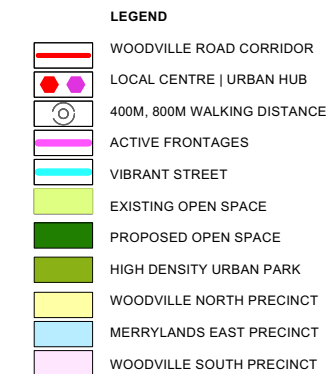 LEGEND
WOODVILLE ROAD CORRIDOR
LOCAL CENTRE | URBAN HUB
400M, 800M WALKING DISTANCE
ACTIVE FRONTAGES
VIBRANT STREET
EXISTING OPEN SPACE
PROPOSED OPEN SPACE
HIGH DENSITY URBAN PARK
WOODVILLE NORTH PRECINCT
MERRYLANDS EAST PRECINCT
WOODVILLE SOUTH PRECINCT